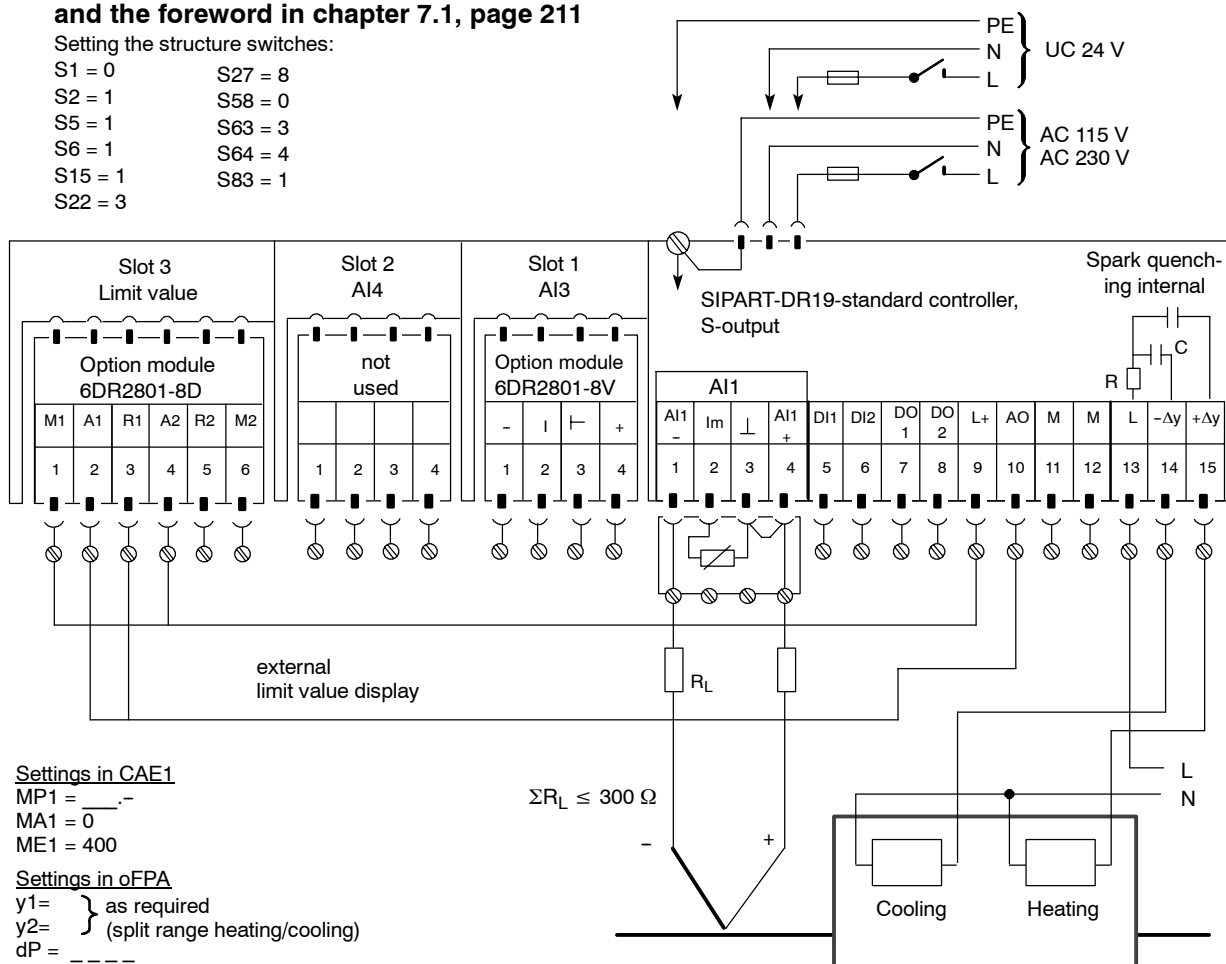 and the foreword in chapter 7.1, page 211
Setting the structure switches:
S1 = 0
S2 = 1
S5 = 1
S6 = 1
S15 = 1
S22 = 3
S27 = 8
S58 = 0
S63 = 3
S64 = 4
S83 = 1
PE
N
L
UC 24 V
PE
N
L
AC 115 V
AC 230 V
Slot 3
Limit value
Slot 2
AI4
Slot 1
AI3
SIPART-DR19-standard controller,
S-output
Spark quench-
ing internal
C
R
Option module
6DR2801-8D
not
used
Option module
6DR2801-8V
AI1
M1 A1 R1 A2 R2 M2
1 2 3 4 5 6
1 2 3 4
– I ⊢ +
1 2 3 4
AI1 – Im ⊥ AI1 + DI1 DI2 DO 1 DO 2 L+ AO M M L –Δy +Δy
1 2 3 4 5 6 7 8 9 10 11 12 13 14 15
external
limit value display
RL
L
N
ΣRL ≤ 300 Ω
–
+
Cooling
Heating
Settings in CAE1
MP1 = ___.–
MA1 = 0
ME1 = 400
Settings in oFPA
y1=
y2=
as required
(split range heating/cooling)
dP = _ _ _ _